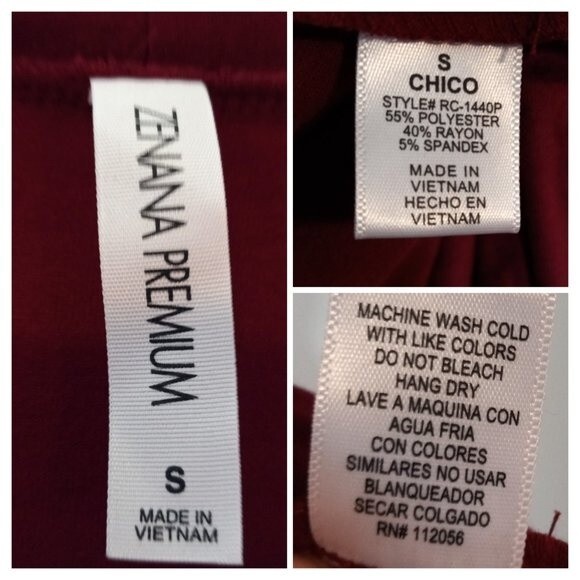 ZENANA PREMIUM
S
MADE IN
VIETNAM
S
CHICO
STYLE# RC-1440P
55% POLYESTER
40% RAYON
5% SPANDEX
MADE IN
VIETNAM
HECHO EN
VIETNAM
MACHINE WASH COLD
WITH LIKE COLORS
DO NOT BLEACH
HANG DRY
LAVE A MAQUINA CON
AGUA FRIA
CON COLORES
SIMILARES NO USAR
BLANQUEADOR
SECAR COLGADO
RN# 112056